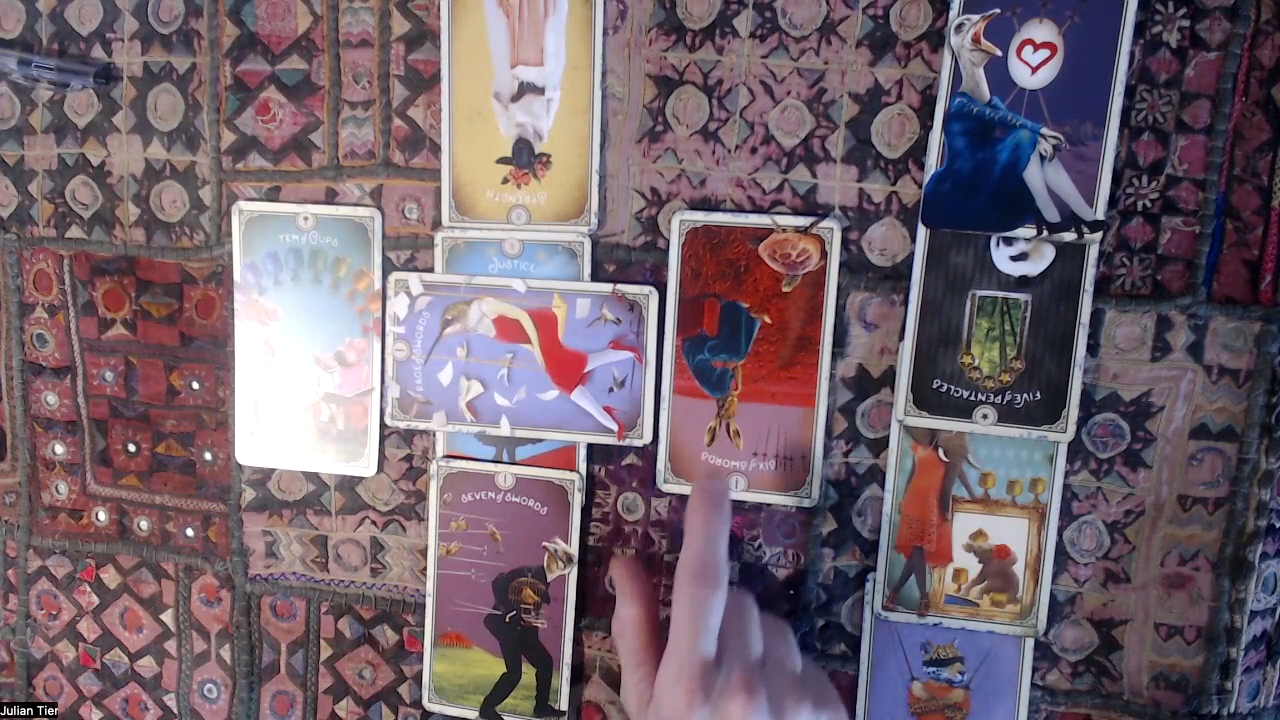 STRENGTH
TEN of CUPS
JUSTICE
PAGE of SWORDS
FIVE of PENTACLES
SIX of SWORDS
SEVEN of SWORDS
Julian Tier